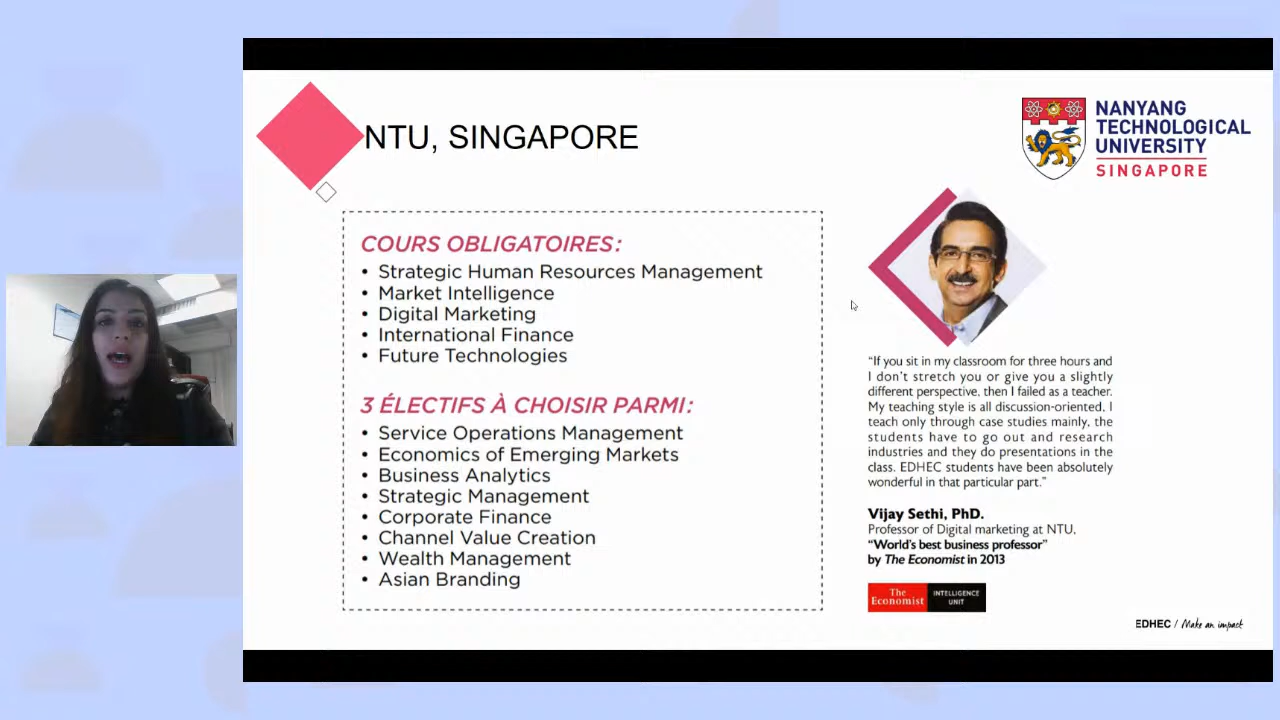 NTU, SINGAPORE
NANYANG
TECHNOLOGICAL
UNIVERSITY
SINGAPORE
COURS OBLIGATOIRES:
• Strategic Human Resources Management
• Market Intelligence
• Digital Marketing
• International Finance
• Future Technologies
3 ÉLECTIFS À CHOISIR PARMI:
• Service Operations Management
• Economics of Emerging Markets
• Business Analytics
• Strategic Management
• Corporate Finance
• Channel Value Creation
• Wealth Management
• Asian Branding
“If you sit in my classroom for three hours and
I don’t stretch you or give you a slightly
different perspective, then I failed as a teacher.
My teaching style is all discussion-oriented, I
teach only through case studies mainly, the
students have to go out and research
industries and they do presentations in the
class. EDHEC students have been absolutely
wonderful in that particular part.”
Vijay Sethi, PhD.
Professor of Digital marketing at NTU,
“World’s best business professor”
by The Economist in 2013
The
Economist
INTELLIGENCE
UNIT
EDHEC / Make an impact